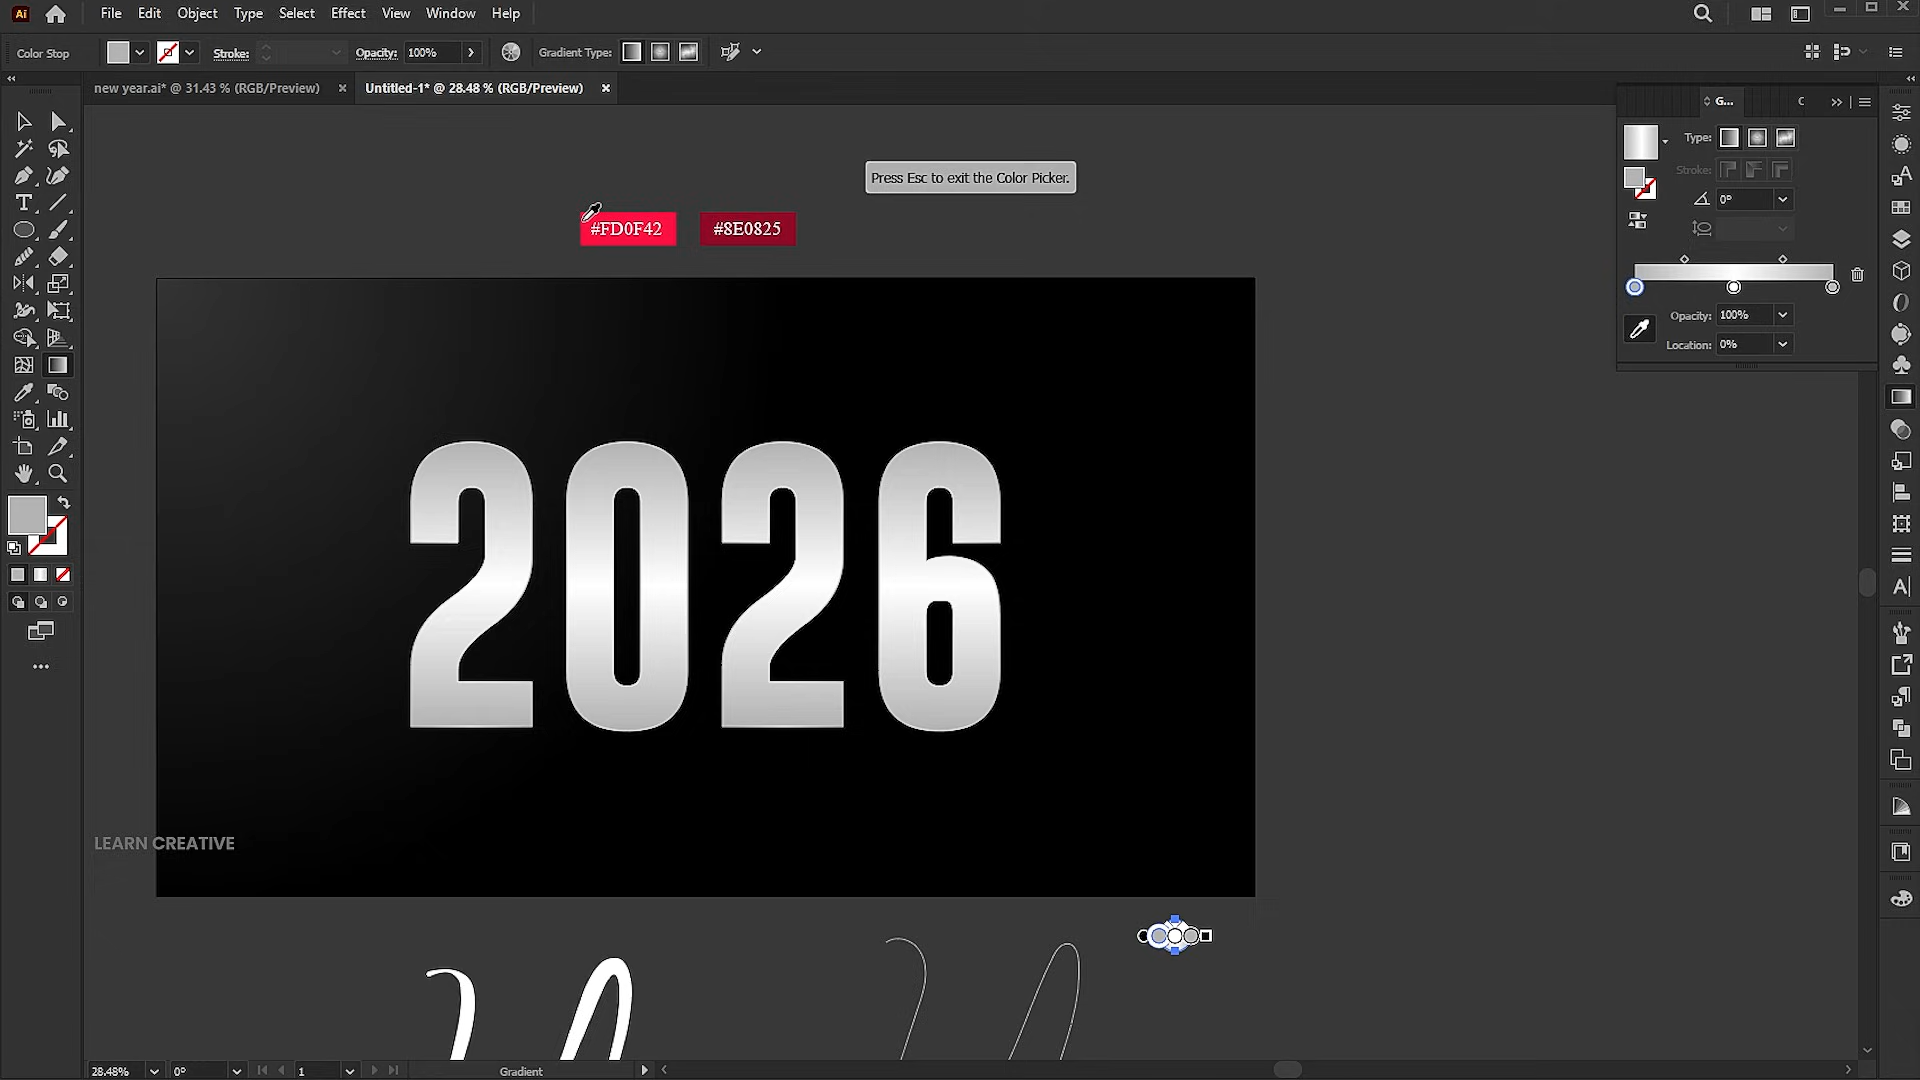 Ai File Edit Object Type Select Effect View Window Help
Color Stop Stroke: Opacity: 100% Gradient Type:
new year.ai* @ 31.43 % (RGB/Preview) Untitled-1* @ 28.48 % (RGB/Preview)
G... C
Type:
Press Esc to exit the Color Picker.
Stroke:
0°
#FD0F42 #8E0825
Opacity: 100%
Location: 0%
2026
LEARN CREATIVE
28.48% 0° 1 Gradient